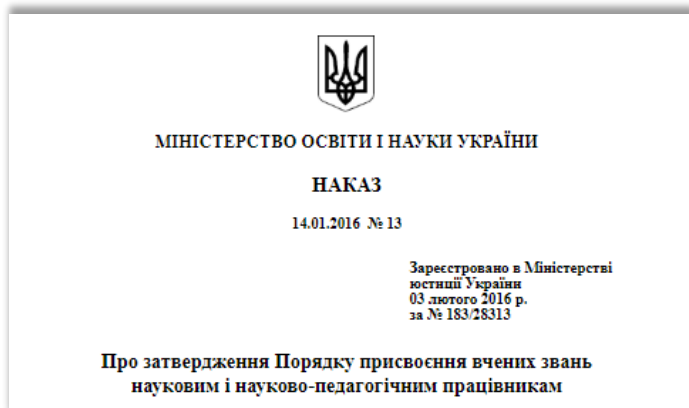 МІНІСТЕРСТВО ОСВІТИ І НАУКИ УКРАЇНИ
НАКАЗ
14.01.2016 № 13
Зареєстровано в Міністерстві
юстиції України
03 лютого 2016 р.
за № 183/28313
Про затвердження Порядку присвоєння вчених звань
науковим і науково-педагогічним працівникам